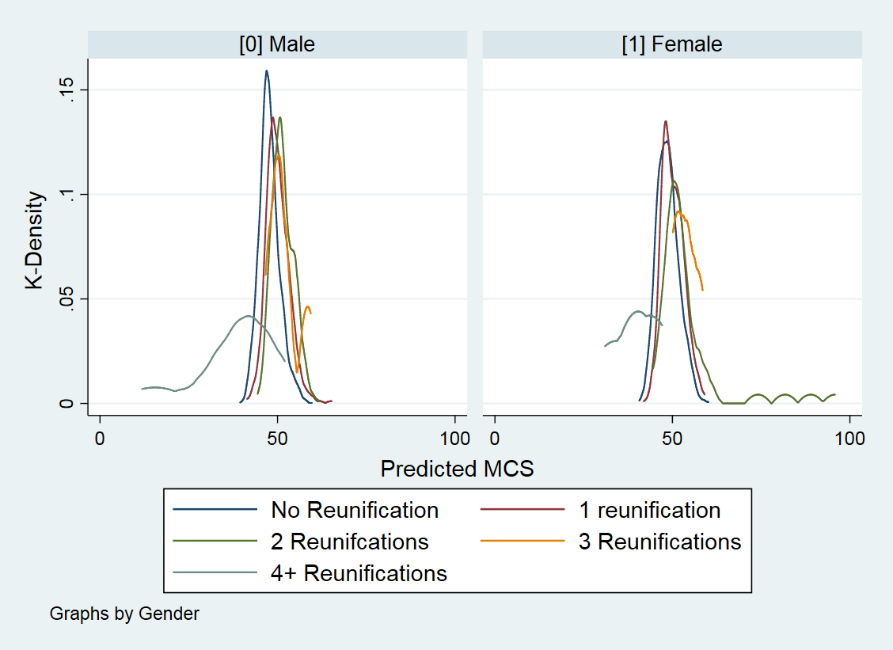 [0] Male
[1] Female
K-Density
0
.05
.1
.15
0
50
100
0
50
100
Predicted MCS
No Reunification
1 reunification
2 Reunifcations
3 Reunifications
4+ Reunifications
Graphs by Gender